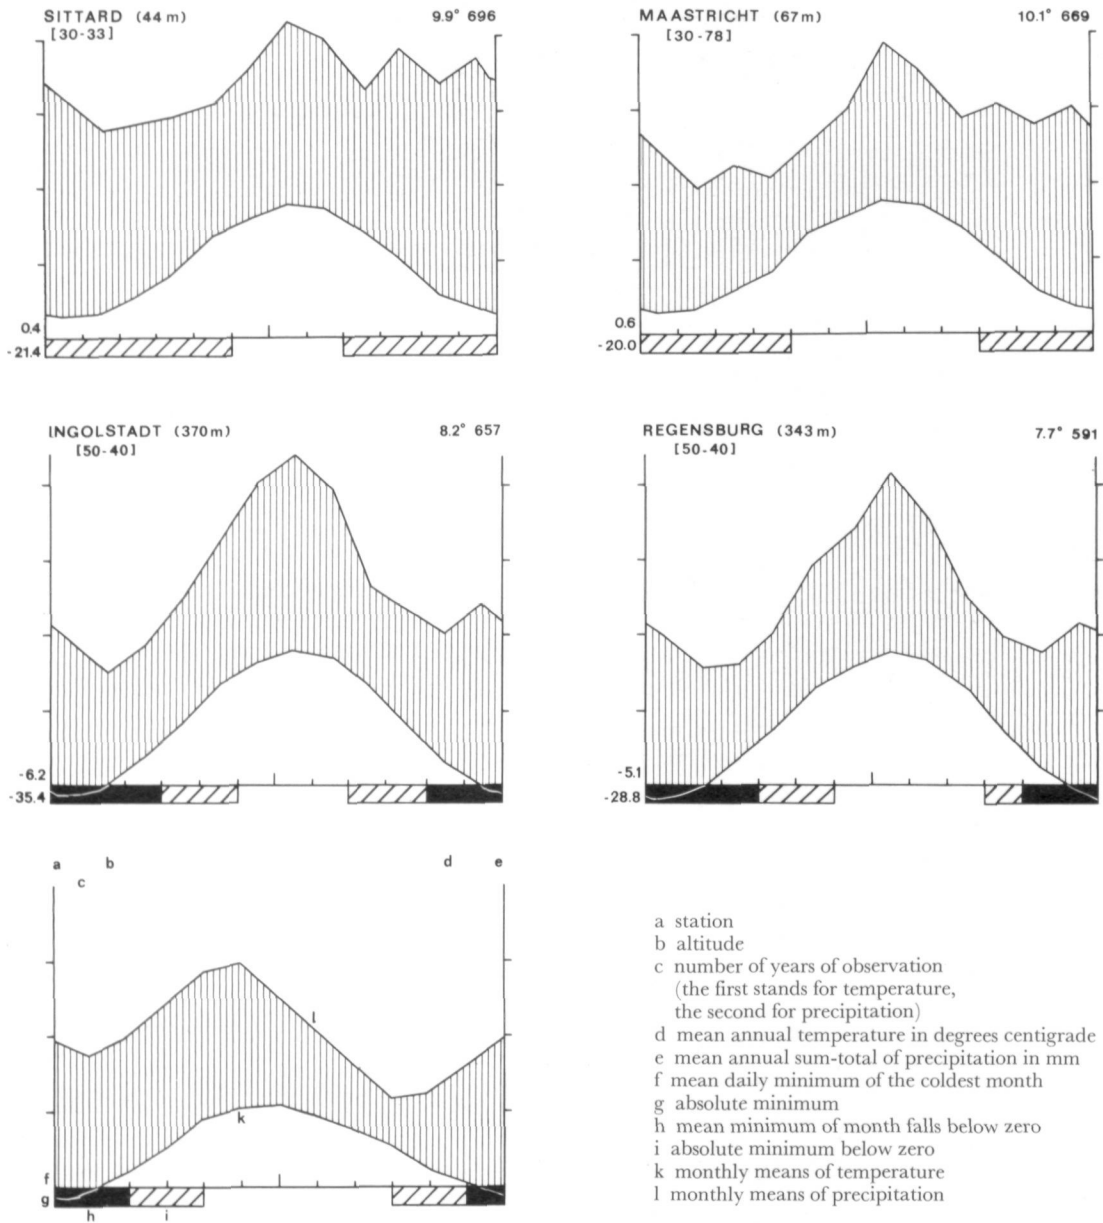 SITTARD (44 m) 9.9° 696
[30-33]
0.4
-21.4
MAASTRICHT (67m) 10.1° 669
[30-78]
0.6
-20.0
INGOLSTADT (370m) 8.2° 657
[50-40]
-6.2
-35.4
REGENSBURG (343m) 7.7° 591
[50-40]
-5.1
-28.8
a b d e
c
l
k
f
g
h i
a station
b altitude
c number of years of observation
(the first stands for temperature,
the second for precipitation)
d mean annual temperature in degrees centigrade
e mean annual sum-total of precipitation in mm
f mean daily minimum of the coldest month
g absolute minimum
h mean minimum of month falls below zero
i absolute minimum below zero
k monthly means of temperature
l monthly means of precipitation